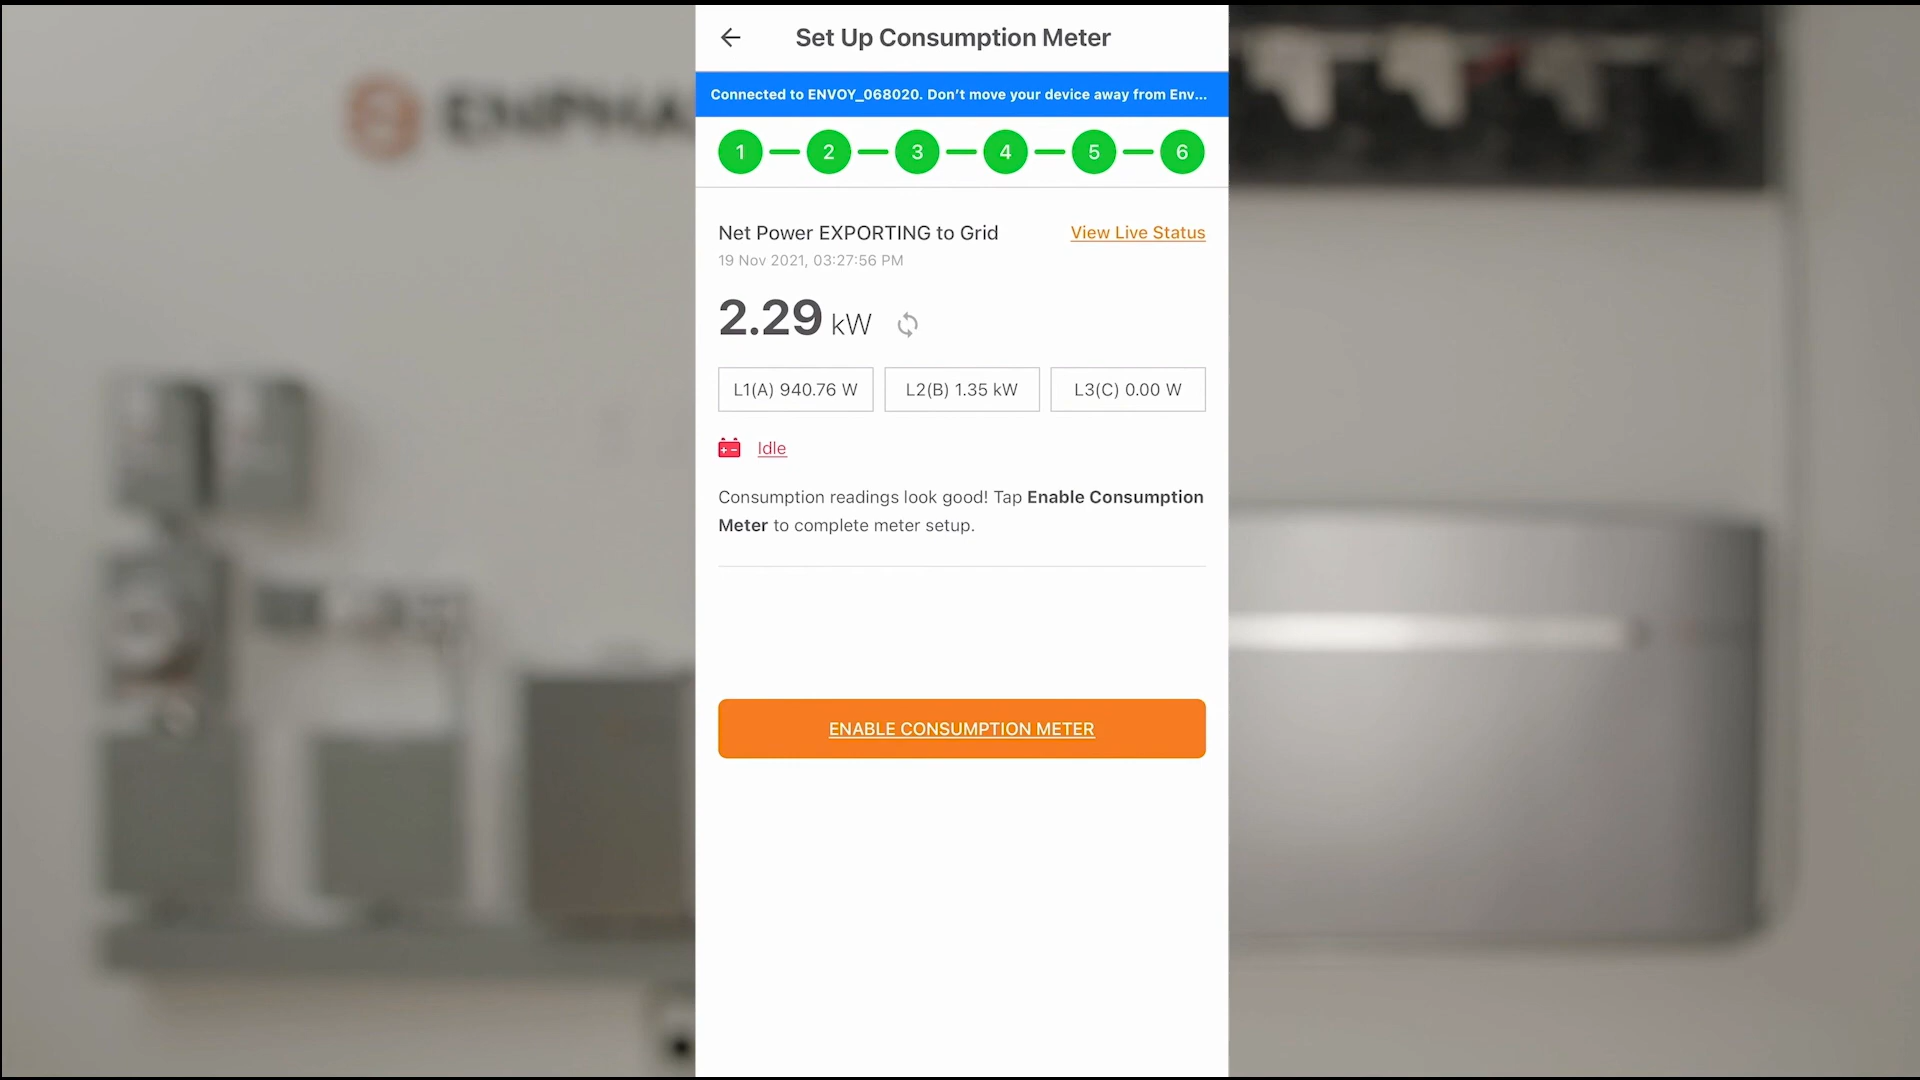 Set Up Consumption Meter
Connected to ENVOY_068020. Don't move your device away from Env...
1 2 3 4 5 6
Net Power EXPORTING to Grid
View Live Status
19 Nov 2021, 03:27:56 PM
2.29 kW
L1(A) 940.76 W
L2(B) 1.35 kW
L3(C) 0.00 W
Idle
Consumption readings look good! Tap Enable Consumption
Meter to complete meter setup.
ENABLE CONSUMPTION METER